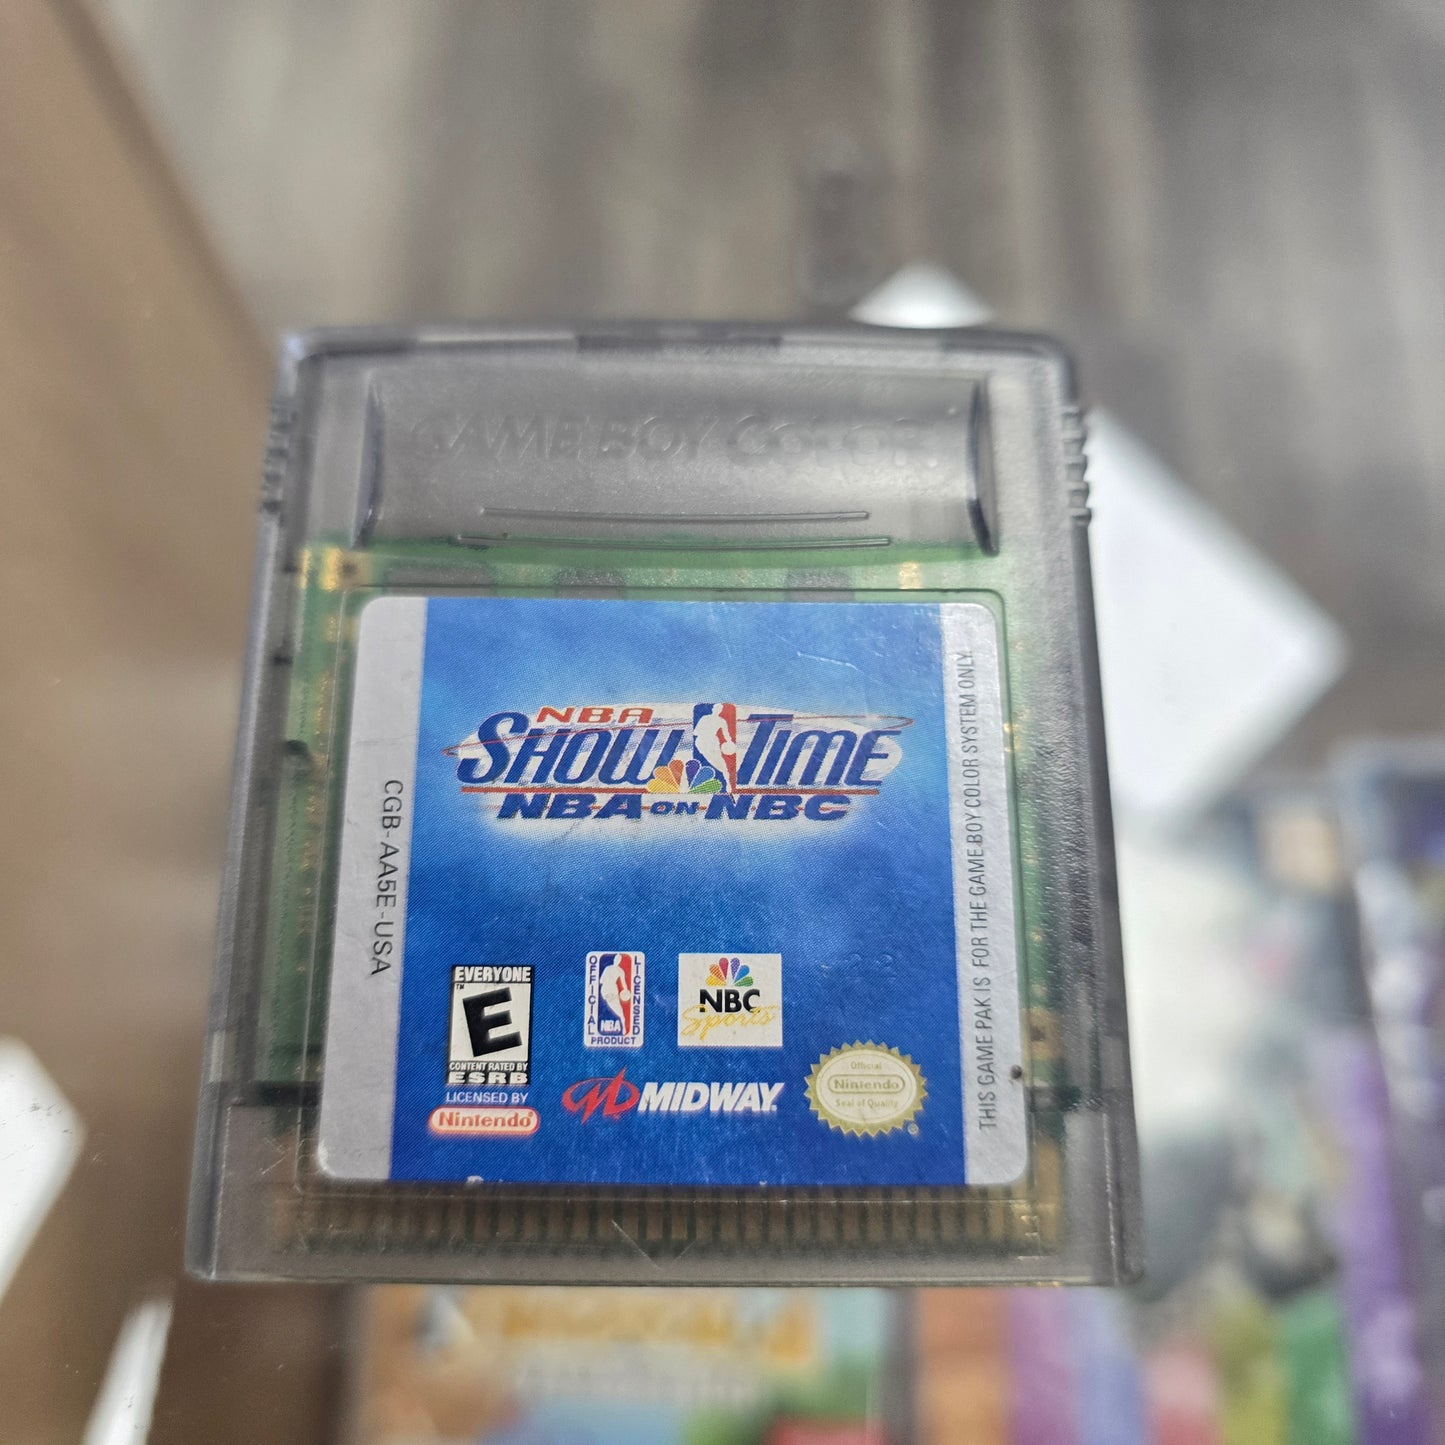 GAME BOY COLOR
NBA
SHOWTIME
NBA ON NBC
CGB-AA5E-USA
THIS GAME PAK IS FOR THE GAME BOY COLOR SYSTEM ONLY.
EVERYONE
E
CONTENT RATED BY
ESRB
LICENSED BY
Nintendo
OFFICIAL
LICENSED
NBA
PRODUCT
NBC
Sports
MIDWAY
Official
Nintendo
Seal of Quality